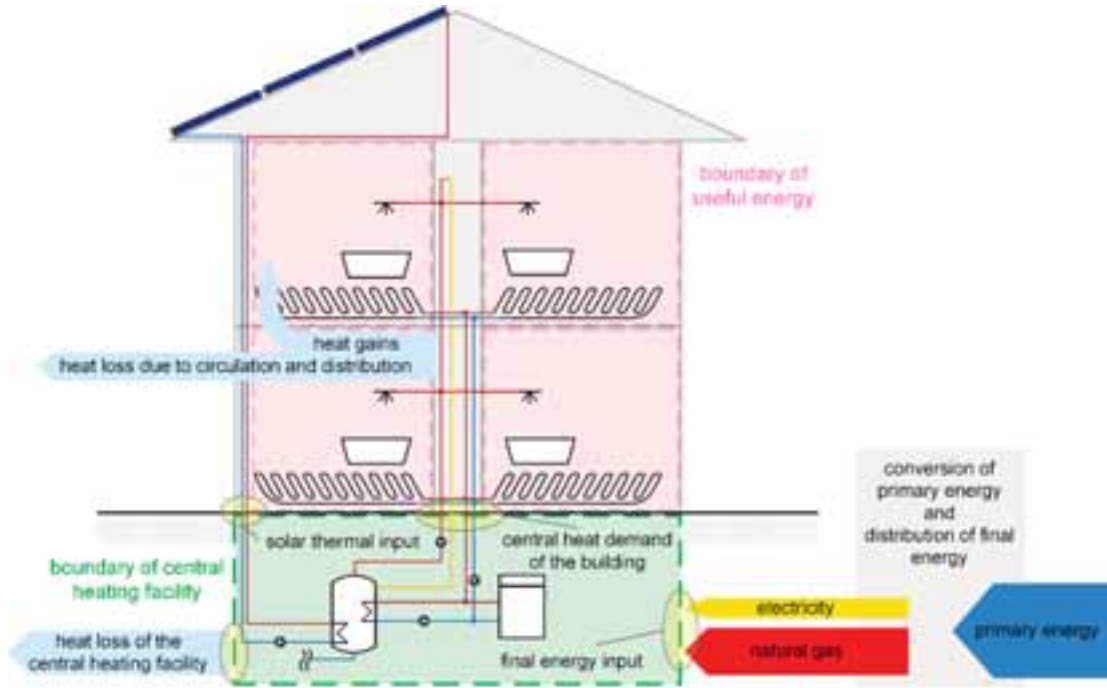 boundary of
useful energy
heat gains
heat loss due to circulation and distribution
conversion of
primary energy
and
distribution of final
energy
solar thermal input
central heat demand
of the building
boundary of central
heating facility
electricity
primary energy
heat loss of the
central heating facility
final energy input
natural gas